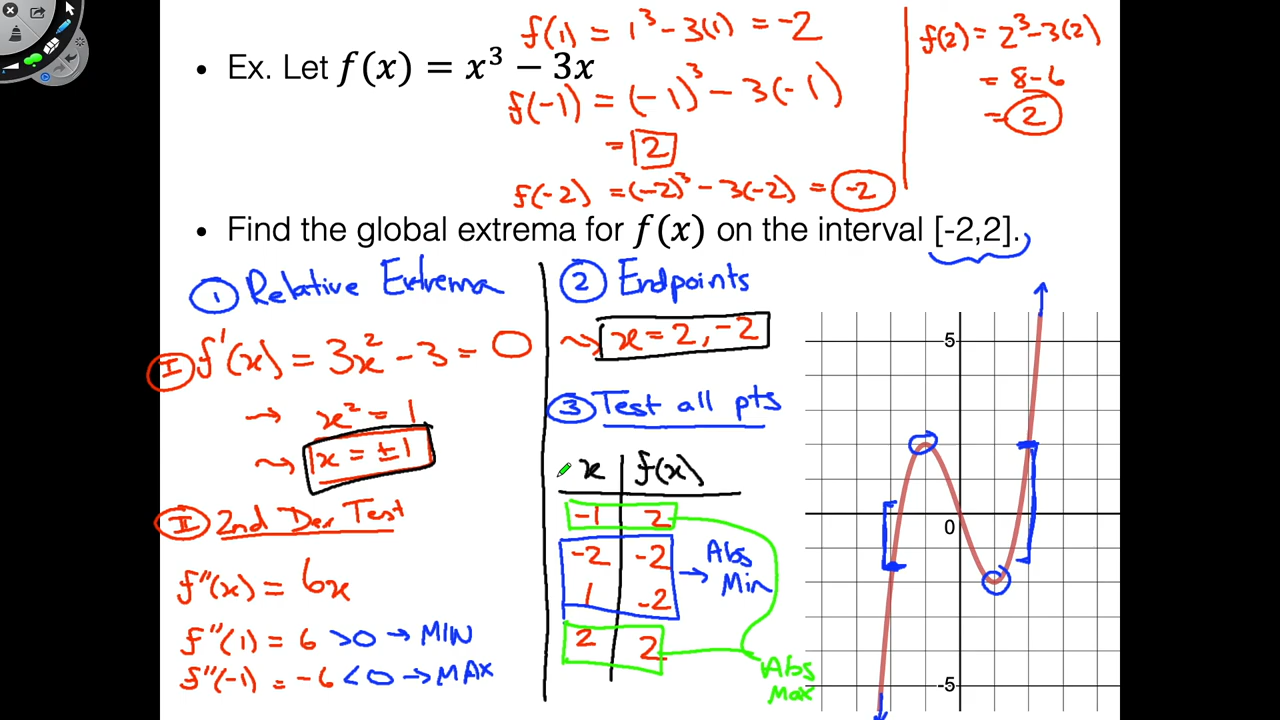 f(1) = 1³ - 3(1) = -2
• Ex. Let f(x) = x³ − 3x
f(-1) = (-1)³ - 3(-1)
= 2
f(-2) = (-2)³ - 3(-2) = -2
f(2) = 2³ - 3(2)
= 8-6
= 2
• Find the global extrema for f(x) on the interval [-2,2].
① Relative Extrema
I f'(x) = 3x² - 3 = 0
→ x² = 1
→ x = ±1
I 2nd Der Test
f''(x) = 6x
f''(1) = 6 >0 → MIN
f''(-1) = -6 <0 → MAX
② Endpoints
→ x = 2, -2
③ Test all pts
x f(x)
-1 2
-2 -2
1 -2
2 2
→ Abs
Min
Abs
Max
5
0
-5